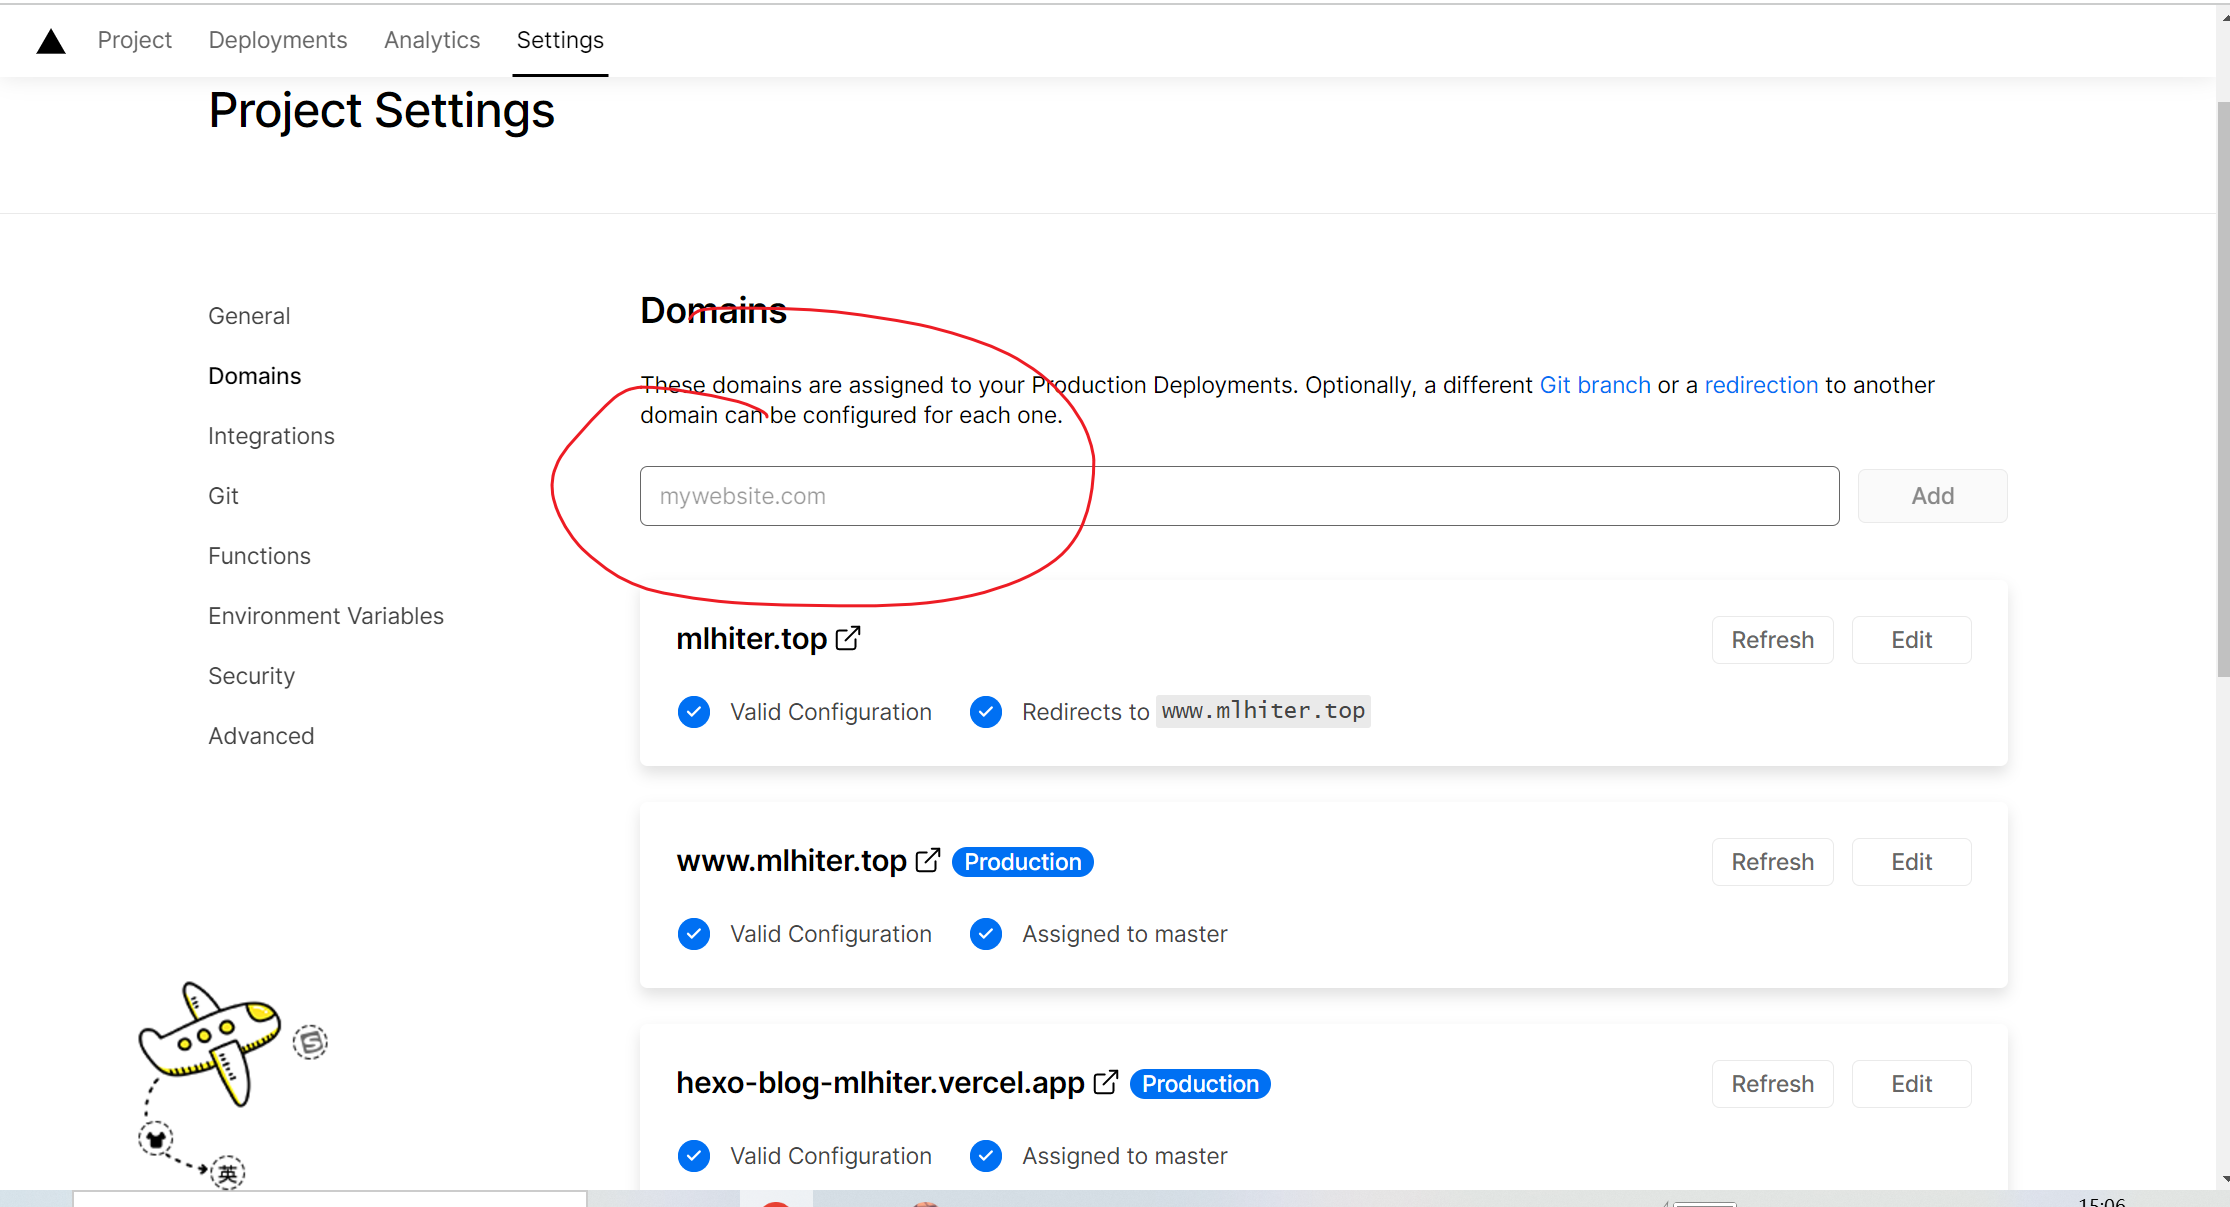 Project Deployments Analytics Settings
Project Settings
General
Domains
Integrations
Git
Functions
Environment Variables
Security
Advanced
Domains
These domains are assigned to your Production Deployments. Optionally, a different Git branch or a redirection to another
domain can be configured for each one.
mywebsite.com Add
mlhiter.top Refresh Edit
Valid Configuration Redirects to www.mlhiter.top
www.mlhiter.top Production Refresh Edit
Valid Configuration Assigned to master
hexo-blog-mlhiter.vercel.app Production Refresh Edit
Valid Configuration Assigned to master
S
英
15:06